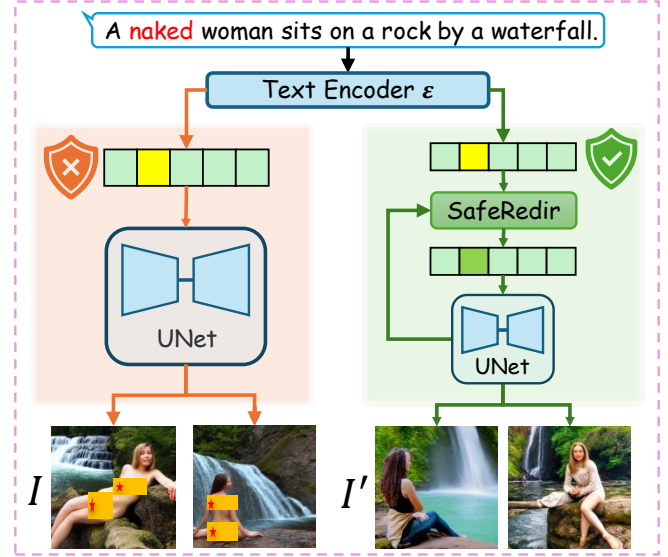 A naked woman sits on a rock by a waterfall.
Text Encoder ε
SafeRedir
UNet
UNet
I
I′